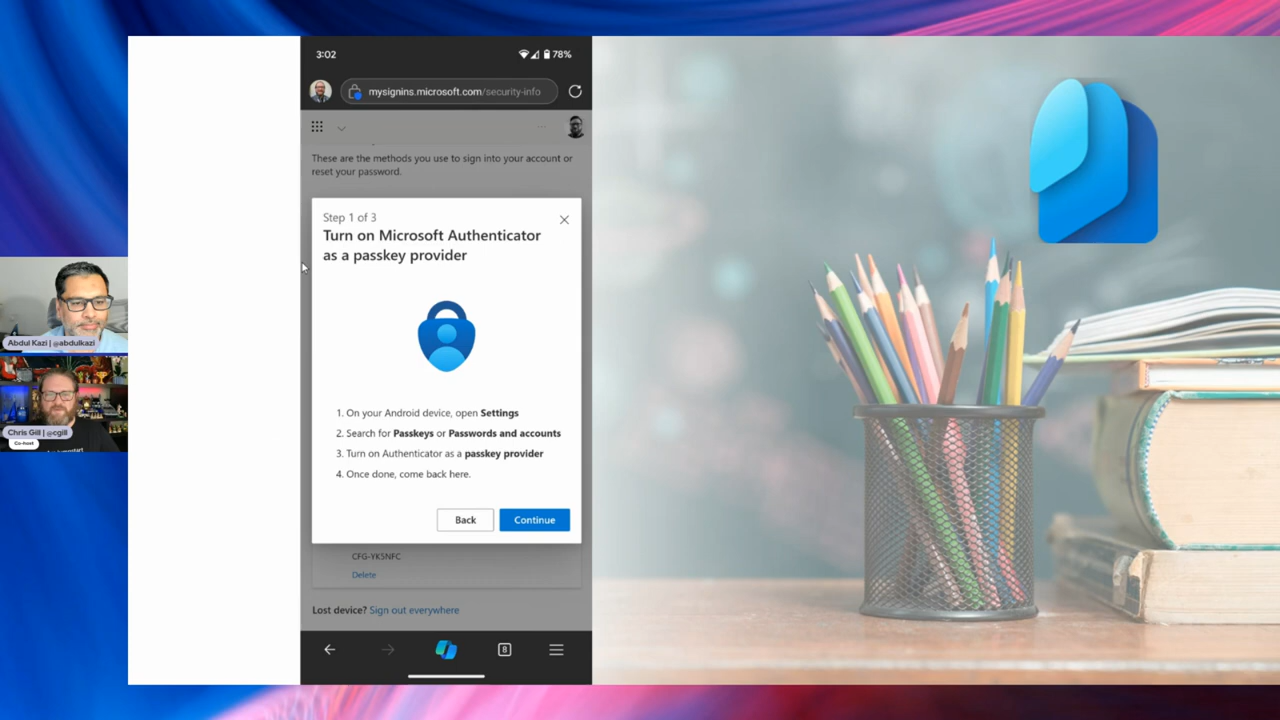 3:02
78%
mysignins.microsoft.com/security-info
These are the methods you use to sign into your account or
reset your password.
Step 1 of 3
Turn on Microsoft Authenticator
as a passkey provider
1. On your Android device, open Settings
2. Search for Passkeys or Passwords and accounts
3. Turn on Authenticator as a passkey provider
4. Once done, come back here.
Back
Continue
CFG-YK5NFC
Delete
Lost device? Sign out everywhere
8
Abdul Kazi | @abdulkazi
Chris Gill | @cgill
Co-host